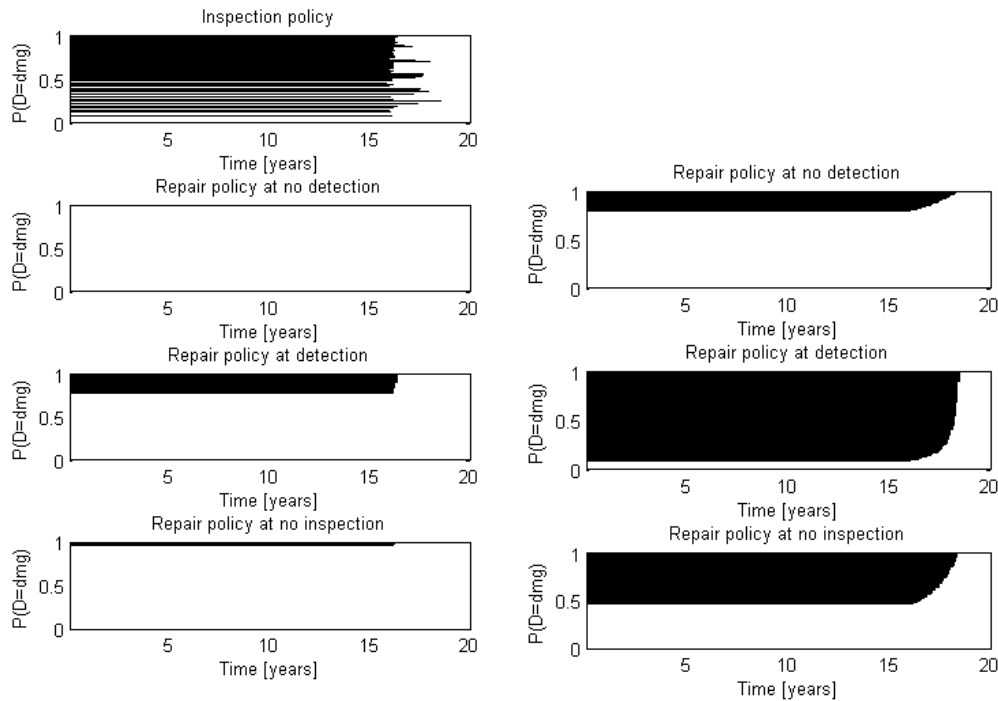 Inspection policy
P(D=dmg)
1
0.5
0
5 10 15 20
Time [years]
Repair policy at no detection
P(D=dmg)
1
0.5
0
5 10 15 20
Time [years]
Repair policy at detection
P(D=dmg)
1
0.5
0
5 10 15 20
Time [years]
Repair policy at no inspection
P(D=dmg)
1
0.5
0
5 10 15 20
Time [years]
Repair policy at no detection
P(D=dmg)
1
0.5
0
5 10 15 20
Time [years]
Repair policy at detection
P(D=dmg)
1
0.5
0
5 10 15 20
Time [years]
Repair policy at no inspection
P(D=dmg)
1
0.5
0
5 10 15 20
Time [years]